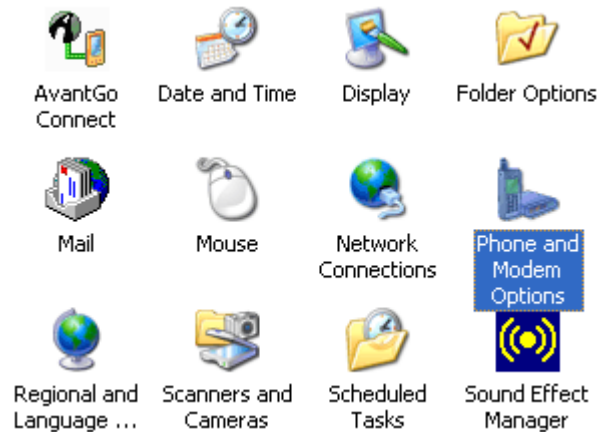 AvantGo
Connect
Date and Time
Display
Folder Options
Mail
Mouse
Network
Connections
Phone and
Modem
Options
Regional and
Language ...
Scanners and
Cameras
Scheduled
Tasks
Sound Effect
Manager